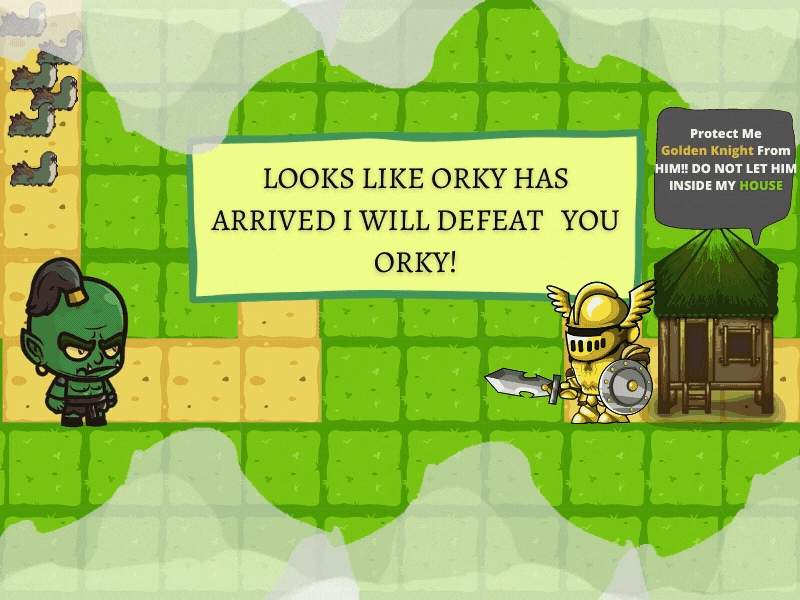 LOOKS LIKE ORKY HAS
ARRIVED I WILL DEFEAT YOU
ORKY!
Protect Me
Golden Knight From
HIM!! DO NOT LET HIM
INSIDE MY HOUSE